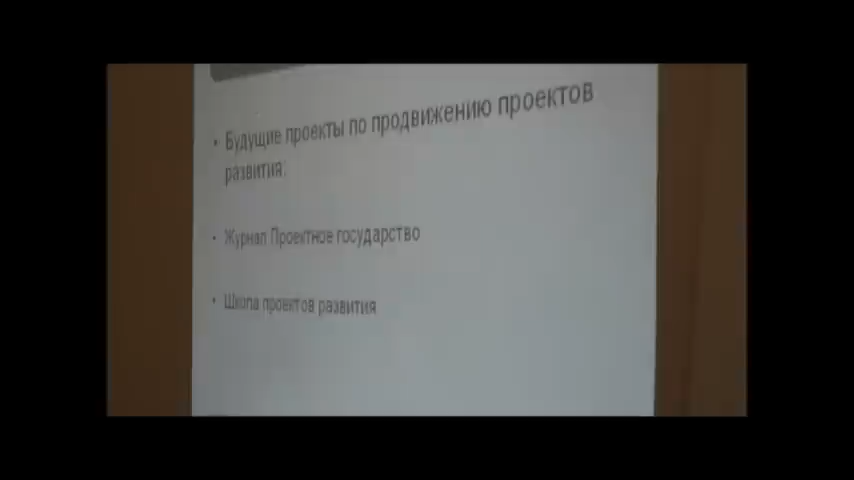 • Будущие проекты по продвижению проектов
развития:
• Журнал Проектное государство
• Школа проектов развития